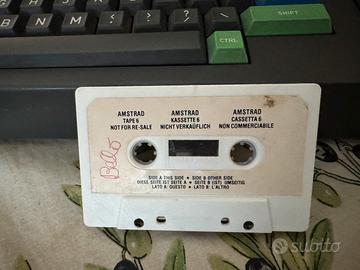 SHIFT
CTRL
AMSTRAD AMSTRAD AMSTRAD
TAPE 6 KASSETTE 6 CASSETTA 6
NOT FOR RE-SALE NICHT VERKÄUFLICH NON COMMERCIABILE
SIDE A THIS SIDE • SIDE B OTHER SIDE
DIESE SEITE IST SEITE A • SEITE B (IST) UMSEITIG
LATO A: QUESTO • LATO B: L'ALTRO
subito